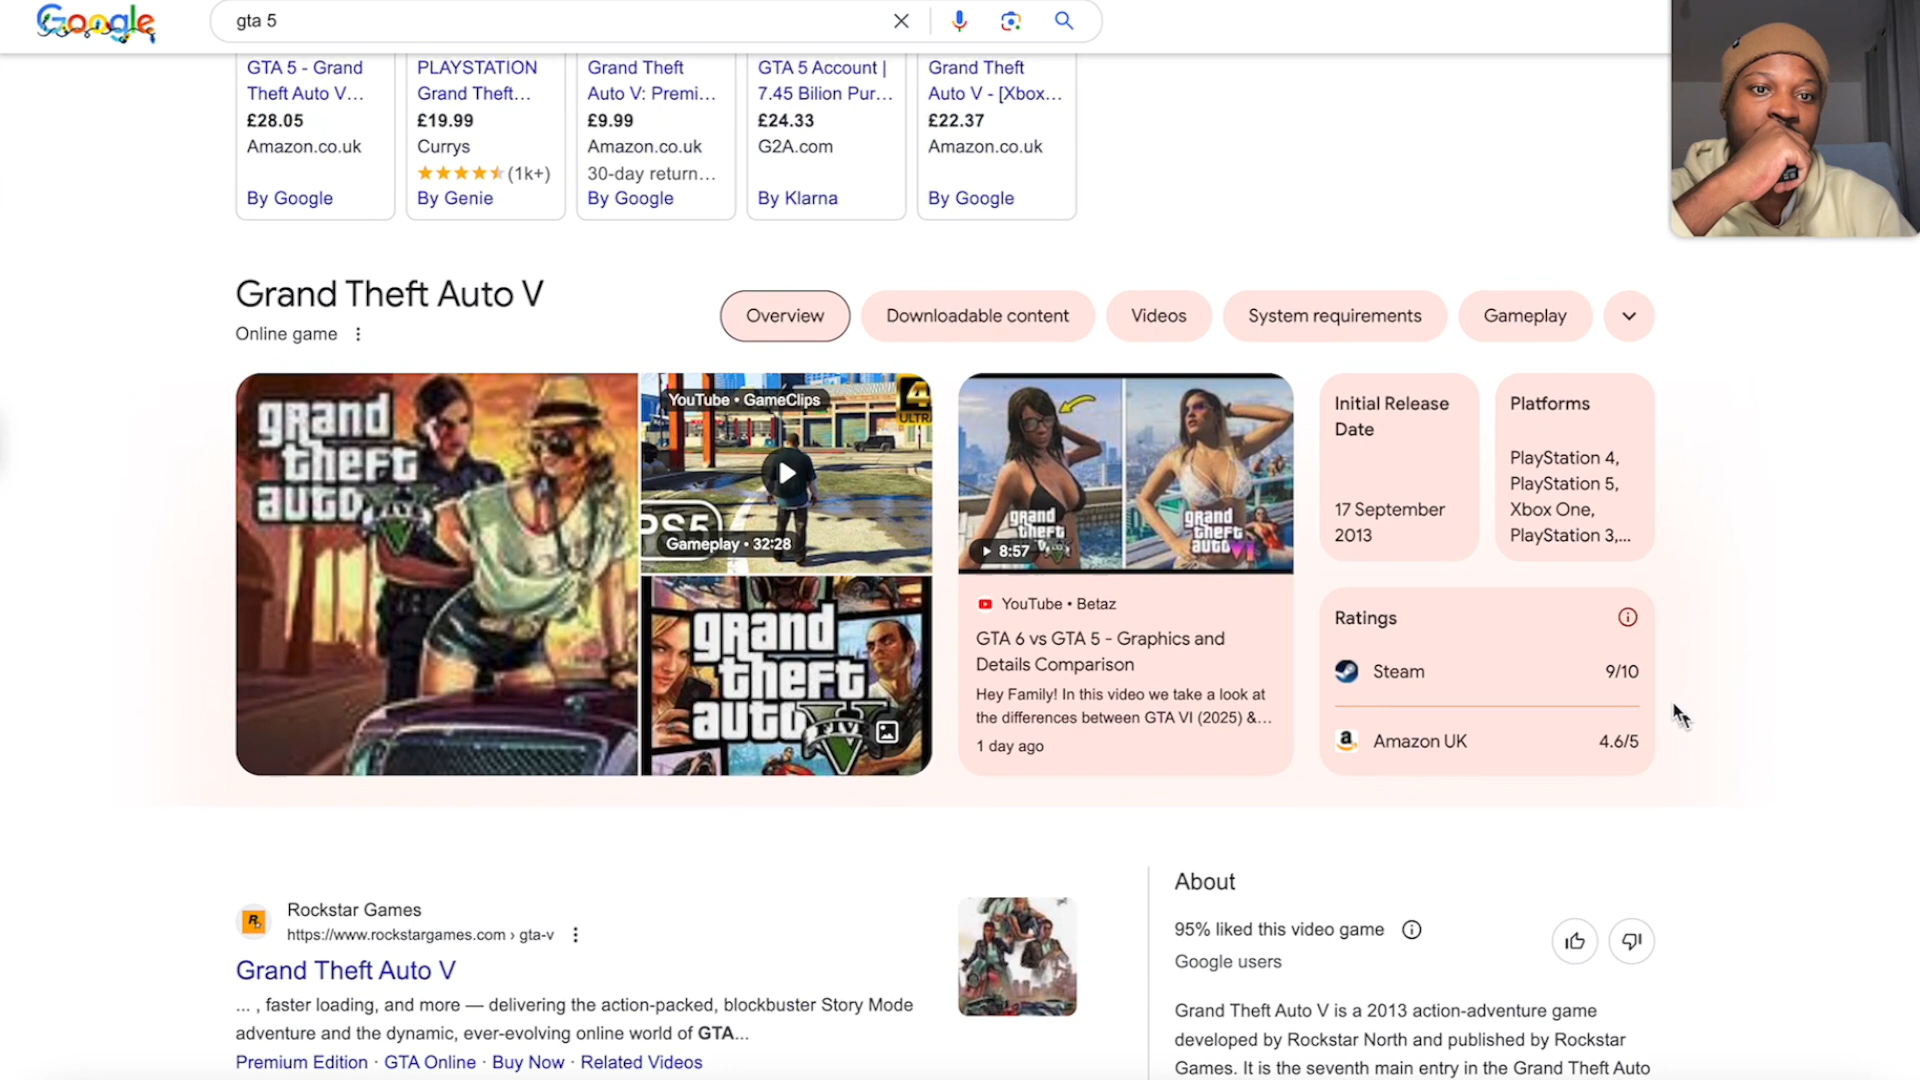 Google
gta 5
GTA 5 - Grand
Theft Auto V...
£28.05
Amazon.co.uk
By Google
PLAYSTATION
Grand Theft...
£19.99
Currys
(1k+)
By Genie
Grand Theft
Auto V: Premi...
£9.99
Amazon.co.uk
30-day return...
By Google
GTA 5 Account |
7.45 Bilion Pur...
£24.33
G2A.com
By Klarna
Grand Theft
Auto V - [Xbox...
£22.37
Amazon.co.uk
By Google
Grand Theft Auto V
Online game
Overview
Downloadable content
Videos
System requirements
Gameplay
grand
theft
auto
V
YouTube • GameClips
4
ULTRA
PS5
Gameplay • 32:28
grand
theft
auto
V
FIVE
grand
theft
auto
V
8:57
grand
theft
auto
VI
YouTube • Betaz
GTA 6 vs GTA 5 - Graphics and
Details Comparison
Hey Family! In this video we take a look at
the differences between GTA VI (2025) &...
1 day ago
Initial Release
Date
17 September
2013
Platforms
PlayStation 4,
PlayStation 5,
Xbox One,
PlayStation 3,...
Ratings
Steam
9/10
Amazon UK
4.6/5
Rockstar Games
https://www.rockstargames.com › gta-v
Grand Theft Auto V
... , faster loading, and more — delivering the action-packed, blockbuster Story Mode
adventure and the dynamic, ever-evolving online world of GTA...
Premium Edition · GTA Online · Buy Now · Related Videos
About
95% liked this video game
Google users
Grand Theft Auto V is a 2013 action-adventure game
developed by Rockstar North and published by Rockstar
Games. It is the seventh main entry in the Grand Theft Auto